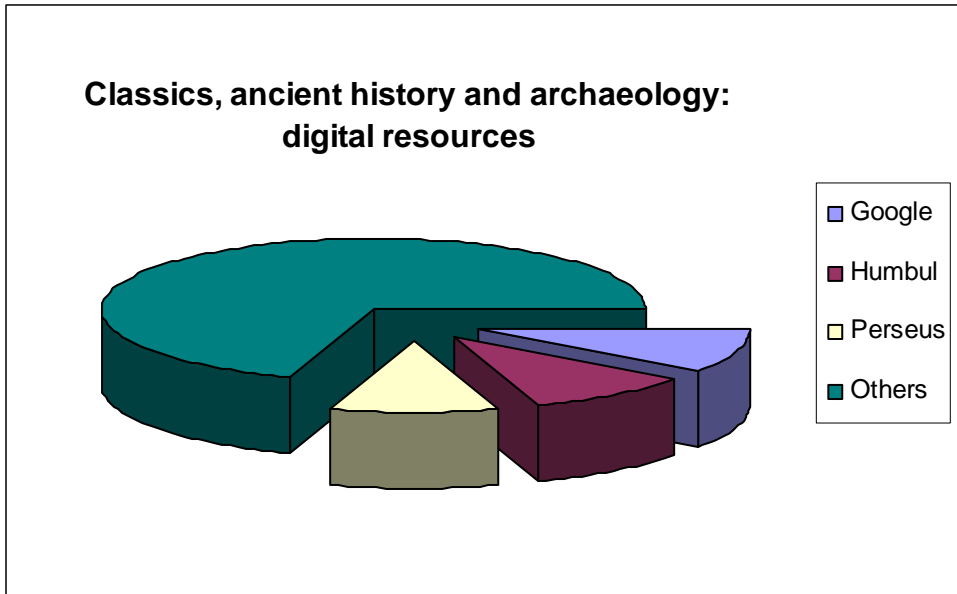 Classics, ancient history and archaeology:
digital resources
Google
Humbul
Perseus
Others